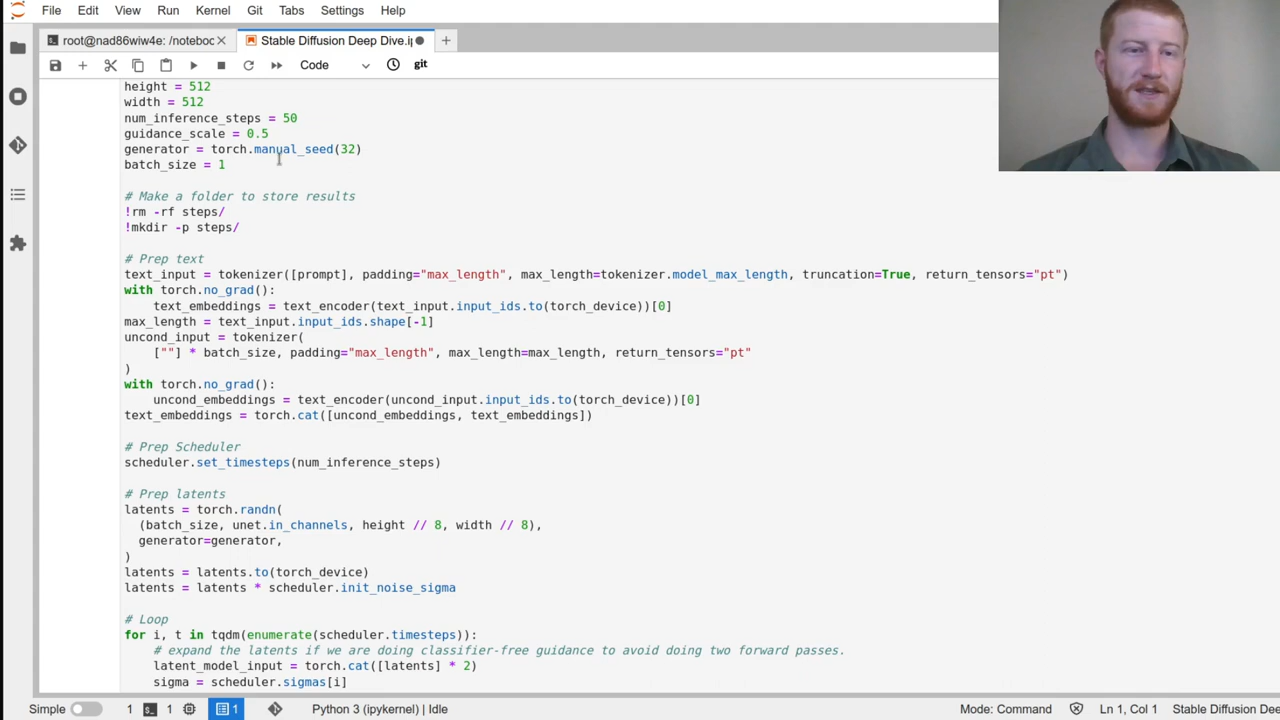 File Edit View Run Kernel Git Tabs Settings Help
root@nad86wiw4e: /noteboo
Stable Diffusion Deep Dive.ip
Code
git
height = 512
width = 512
num_inference_steps = 50
guidance_scale = 0.5
generator = torch.manual_seed(32)
batch_size = 1
# Make a folder to store results
!rm -rf steps/
!mkdir -p steps/
# Prep text
text_input = tokenizer([prompt], padding="max_length", max_length=tokenizer.model_max_length, truncation=True, return_tensors="pt")
with torch.no_grad():
    text_embeddings = text_encoder(text_input.input_ids.to(torch_device))[0]
max_length = text_input.input_ids.shape[-1]
uncond_input = tokenizer(
    [""] * batch_size, padding="max_length", max_length=max_length, return_tensors="pt"
)
with torch.no_grad():
    uncond_embeddings = text_encoder(uncond_input.input_ids.to(torch_device))[0]
text_embeddings = torch.cat([uncond_embeddings, text_embeddings])
# Prep Scheduler
scheduler.set_timesteps(num_inference_steps)
# Prep latents
latents = torch.randn(
  (batch_size, unet.in_channels, height // 8, width // 8),
  generator=generator,
)
latents = latents.to(torch_device)
latents = latents * scheduler.init_noise_sigma
# Loop
for i, t in tqdm(enumerate(scheduler.timesteps)):
    # expand the latents if we are doing classifier-free guidance to avoid doing two forward passes.
    latent_model_input = torch.cat([latents] * 2)
    sigma = scheduler.sigmas[i]
Simple 1 1 1 Python 3 (ipykernel) | Idle Mode: Command Ln 1, Col 1 Stable Diffusion Dee